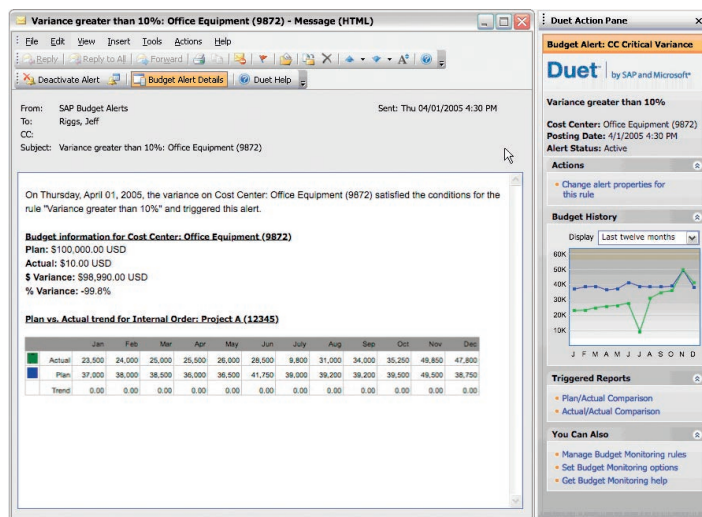 Variance greater than 10%: Office Equipment (9872) - Message (HTML)
File Edit View Insert Tools Actions Help
Reply Reply to All Forward
Deactivate Alert Budget Alert Details Duet Help
From: SAP Budget Alerts Sent: Thu 04/01/2005 4:30 PM
To: Riggs, Jeff
CC:
Subject: Variance greater than 10%: Office Equipment (9872)
On Thursday, April 01, 2005, the variance on Cost Center: Office Equipment (9872) satisfied the conditions for the
rule "Variance greater than 10%" and triggered this alert.
Budget information for Cost Center: Office Equipment (9872)
Plan: $100,000.00 USD
Actual: $10.00 USD
$ Variance: $98,990.00 USD
% Variance: -99.8%
Plan vs. Actual trend for Internal Order: Project A (12345)
Jan Feb Mar Apr May Jun July Aug Sep Oct Nov Dec
Actual 23,500 24,000 25,000 25,500 26,000 28,500 9,800 31,000 34,000 35,250 49,850 47,800
Plan 37,000 38,000 38,500 36,000 36,500 41,750 39,000 39,200 39,200 39,500 49,500 38,750
Trend 0.00 0.00 0.00 0.00 0.00 0.00 0.00 0.00 0.00 0.00 0.00 0.00
Duet Action Pane
Budget Alert: CC Critical Variance
Duet by SAP and Microsoft
Variance greater than 10%
Cost Center: Office Equipment (9872)
Posting Date: 4/1/2005 4:30 PM
Alert Status: Active
Actions
Change alert properties for
this rule
Budget History
Display Last twelve months
60K
50K
40K
30K
20K
10K
J F M A M J J A S O N D
Triggered Reports
Plan/Actual Comparison
Actual/Actual Comparison
You Can Also
Manage Budget Monitoring rules
Set Budget Monitoring options
Get Budget Monitoring help